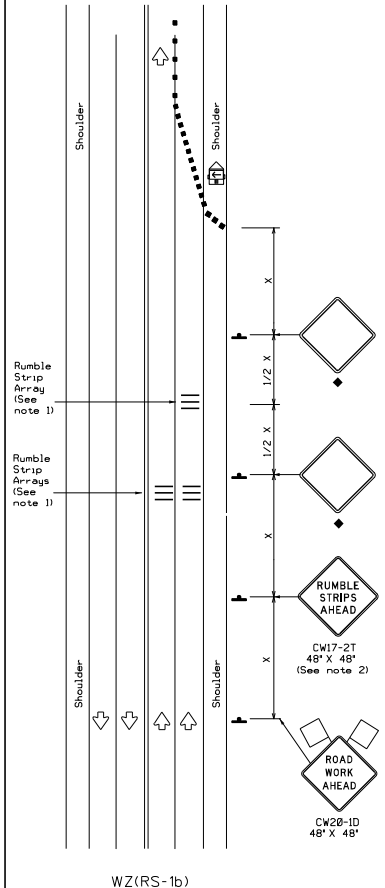 Shoulder
Shoulder
X
1/2 X
Rumble
Strip
Array
(See
note 1)
1/2 X
Rumble
Strip
Arrays
(See
note 1)
X
RUMBLE
STRIPS
AHEAD
CW17-2T
48" X 48"
(See note 2)
X
Shoulder
Shoulder
ROAD
WORK
AHEAD
CW20-1D
48" X 48"
WZ(RS-1b)